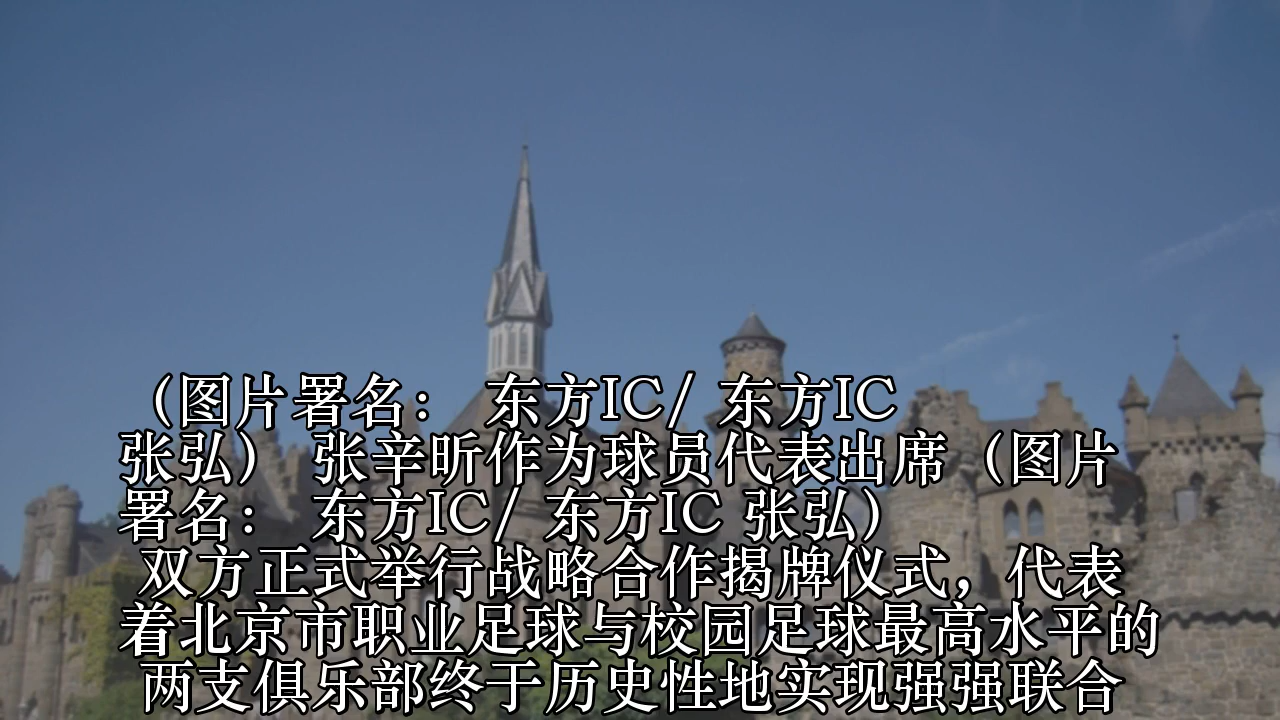 （图片署名： 东方IC/ 东方IC
张弘） 张辛昕作为球员代表出席（图片
署名： 东方IC/ 东方IC 张弘）
双方正式举行战略合作揭牌仪式，代表
着北京市职业足球与校园足球最高水平的
两支俱乐部终于历史性地实现强强联合